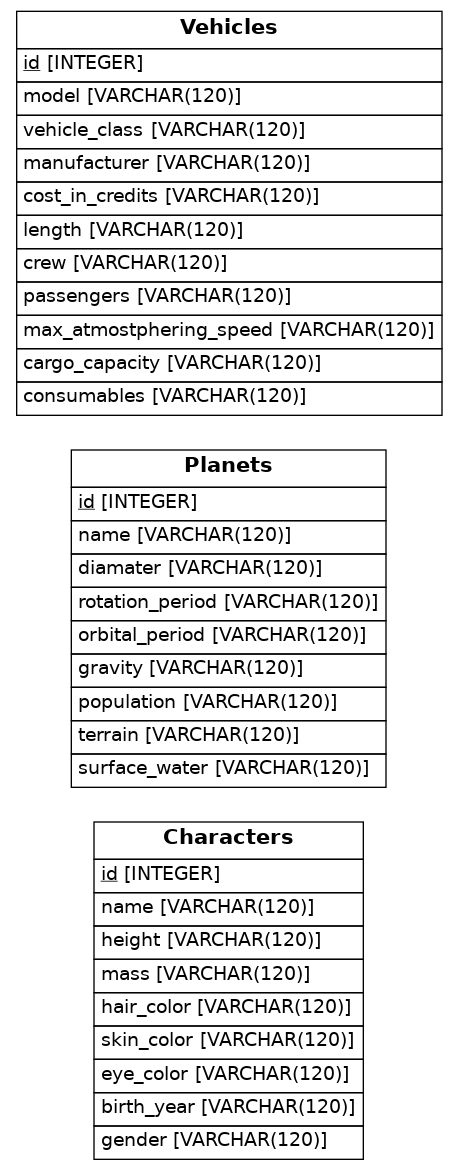 Vehicles
id [INTEGER]
model [VARCHAR(120)]
vehicle_class [VARCHAR(120)]
manufacturer [VARCHAR(120)]
cost_in_credits [VARCHAR(120)]
length [VARCHAR(120)]
crew [VARCHAR(120)]
passengers [VARCHAR(120)]
max_atmostphering_speed [VARCHAR(120)]
cargo_capacity [VARCHAR(120)]
consumables [VARCHAR(120)]
Planets
id [INTEGER]
name [VARCHAR(120)]
diamater [VARCHAR(120)]
rotation_period [VARCHAR(120)]
orbital_period [VARCHAR(120)]
gravity [VARCHAR(120)]
population [VARCHAR(120)]
terrain [VARCHAR(120)]
surface_water [VARCHAR(120)]
Characters
id [INTEGER]
name [VARCHAR(120)]
height [VARCHAR(120)]
mass [VARCHAR(120)]
hair_color [VARCHAR(120)]
skin_color [VARCHAR(120)]
eye_color [VARCHAR(120)]
birth_year [VARCHAR(120)]
gender [VARCHAR(120)]